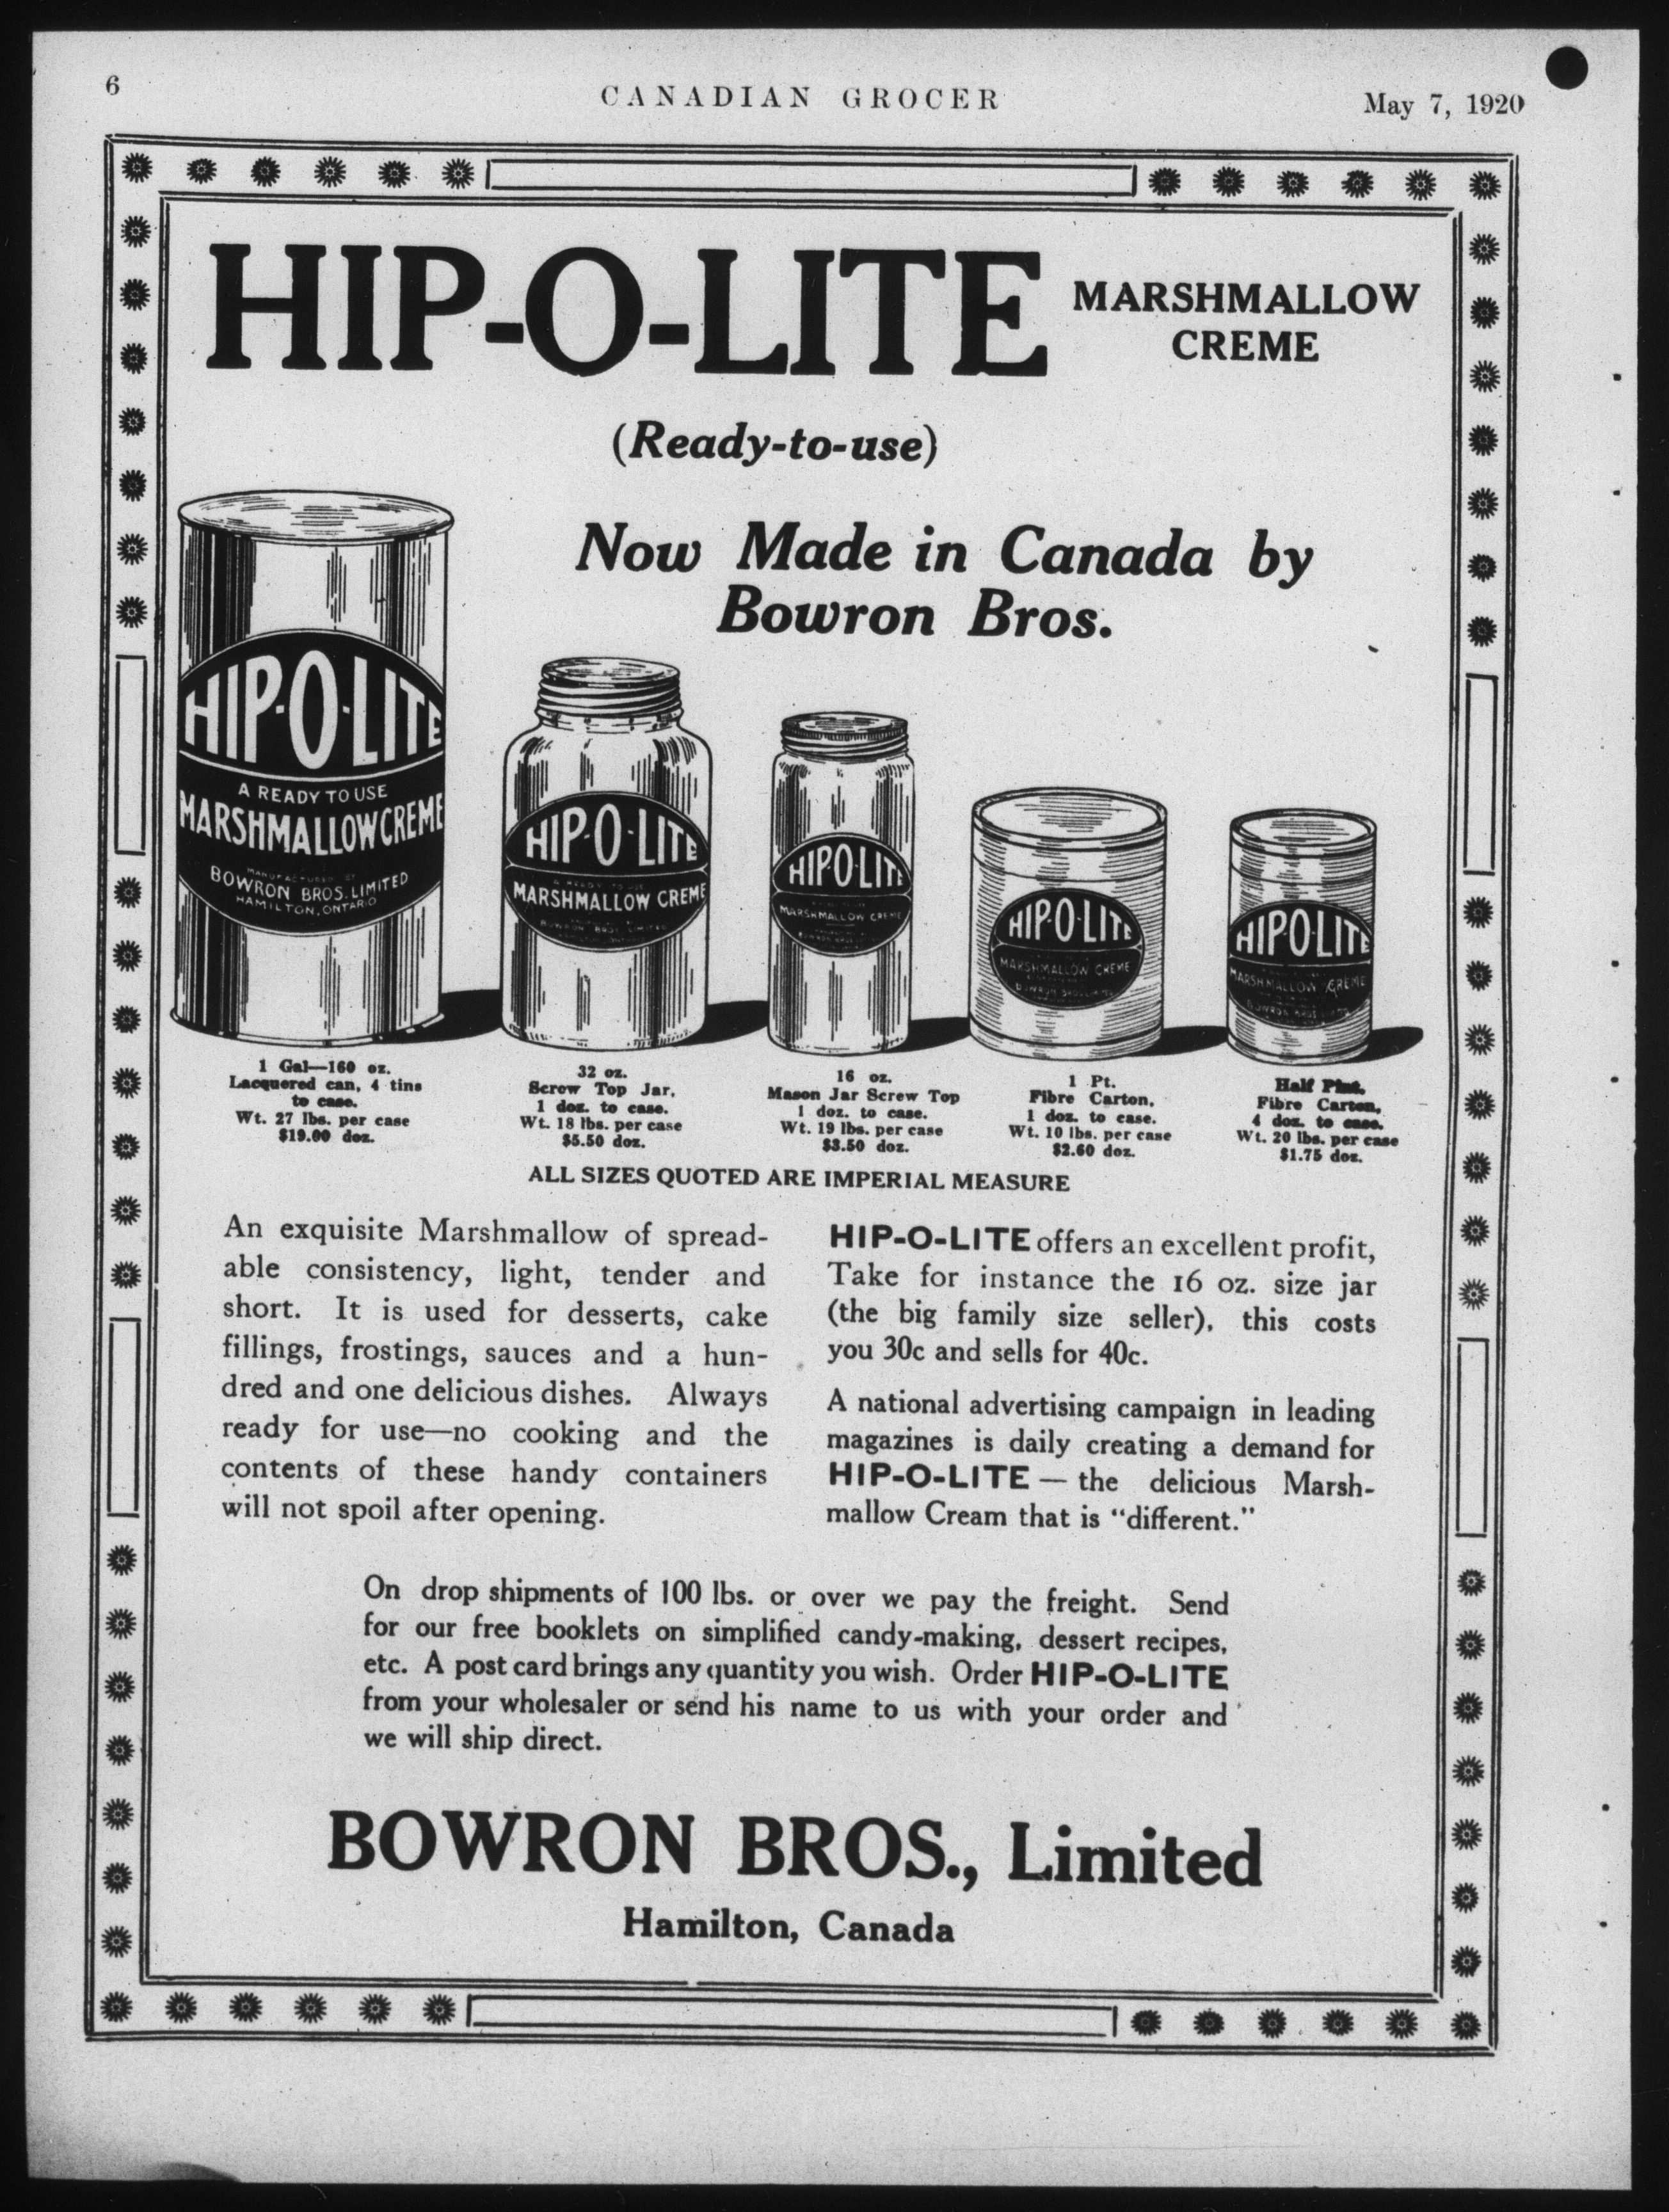 6
CANADIAN GROCER
May 7, 1920
HIP-O-LITE
MARSHMALLOW
CREME
(Ready-to-use)
Now Made in Canada by
Bowron Bros.
HIP-O-LITE
A READY TO USE
MARSHMALLOW CREME
MANUFACTURED BY
BOWRON BROS. LIMITED
HAMILTON, ONTARIO
HIP-O-LITE
A READY TO USE
MARSHMALLOW CREME
BOWRON BROS. LIMITED
HIP-O-LITE
MARSHMALLOW CREME
HIP-O-LITE
MARSHMALLOW CREME
HIP-O-LITE
MARSHMALLOW CREME
1 Gal—160 oz.
Lacquered can, 4 tins
to case.
Wt. 27 lbs. per case
$19.00 doz.
32 oz.
Screw Top Jar,
1 doz. to case.
Wt. 18 lbs. per case
$5.50 doz.
16 oz.
Mason Jar Screw Top
1 doz. to case.
Wt. 19 lbs. per case
$3.50 doz.
1 Pt.
Fibre Carton,
1 doz. to case.
Wt. 10 lbs. per case
$2.60 doz.
Half Pint,
Fibre Carton,
4 doz. to case.
Wt. 20 lbs. per case
$1.75 doz.
ALL SIZES QUOTED ARE IMPERIAL MEASURE
An exquisite Marshmallow of spread-
able consistency, light, tender and
short. It is used for desserts, cake
fillings, frostings, sauces and a hun-
dred and one delicious dishes. Always
ready for use—no cooking and the
contents of these handy containers
will not spoil after opening.
HIP-O-LITE offers an excellent profit,
Take for instance the 16 oz. size jar
(the big family size seller), this costs
you 30c and sells for 40c.
A national advertising campaign in leading
magazines is daily creating a demand for
HIP-O-LITE — the delicious Marsh-
mallow Cream that is "different."
On drop shipments of 100 lbs. or over we pay the freight. Send
for our free booklets on simplified candy-making, dessert recipes,
etc. A post card brings any quantity you wish. Order HIP-O-LITE
from your wholesaler or send his name to us with your order and
we will ship direct.
BOWRON BROS., Limited
Hamilton, Canada